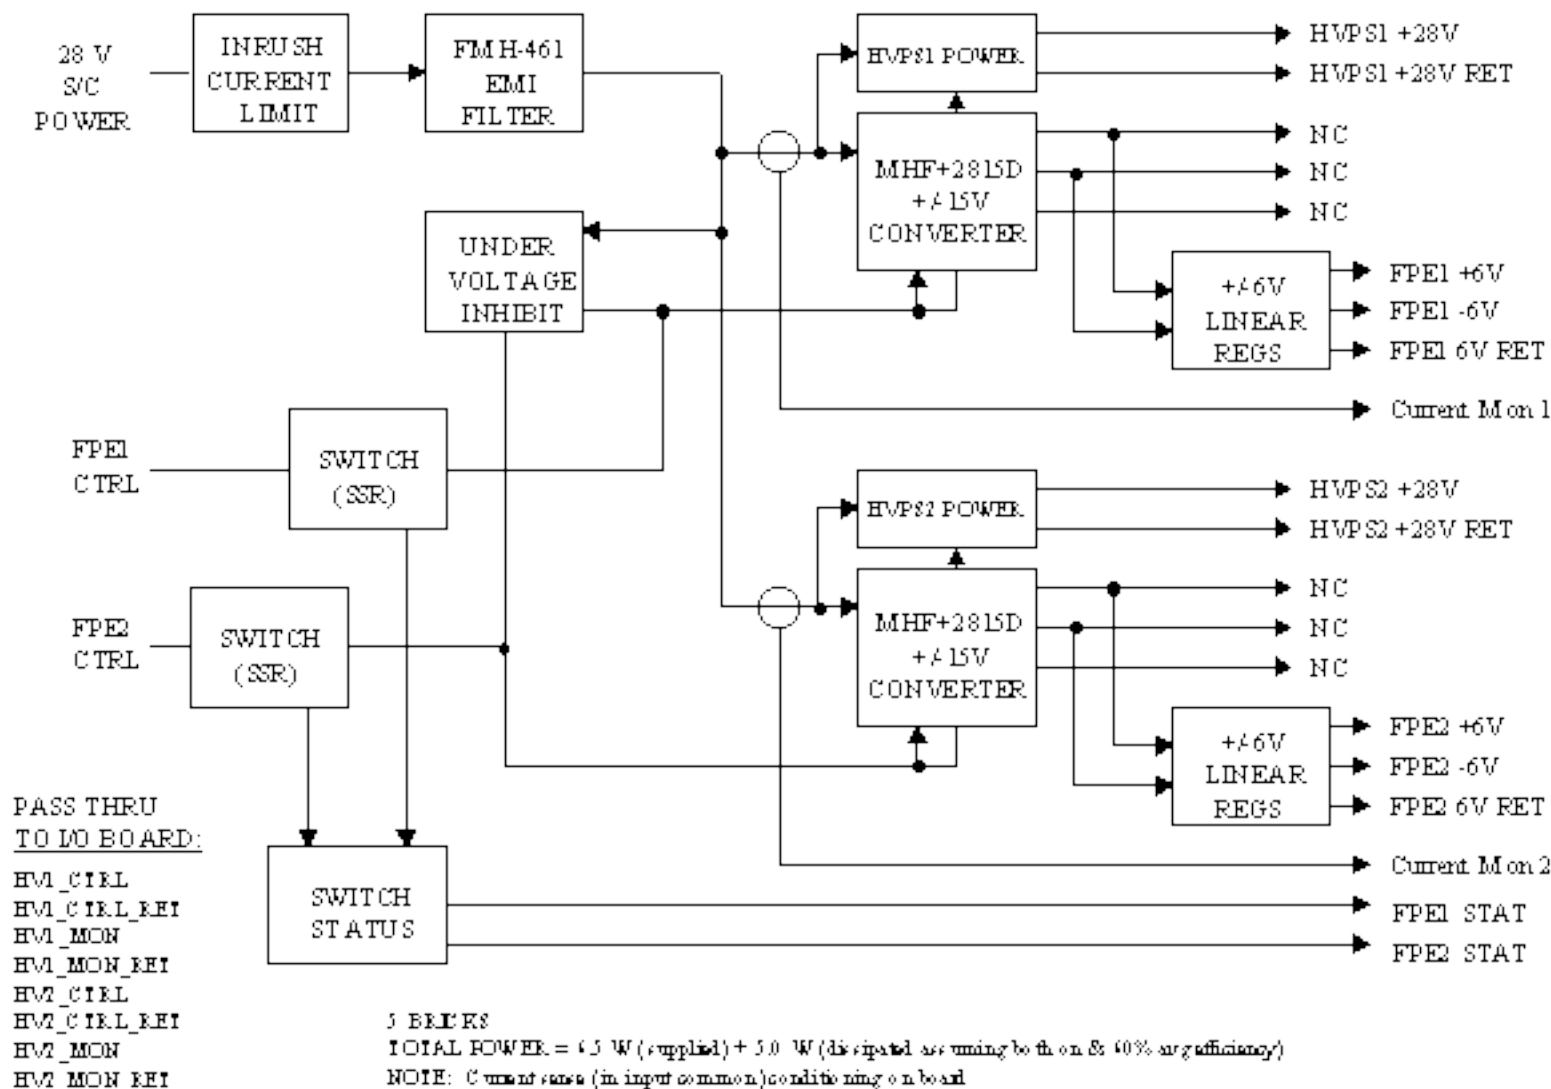 28 V
S/C
POWER
INRUSH
CURRENT
LIMIT
FMH-461
EMI
FILTER
HVPS1 POWER
HVPS1 +28V
HVPS1 +28V RET
MHF+2815D
+/-15V
CONVERTER
NC
NC
NC
UNDER
VOLTAGE
INHIBIT
+/-6V
LINEAR
REGS
FPE1 +6V
FPE1 -6V
FPE1 6V RET
Current Mon 1
FPE1
CTRL
SWITCH
(SSR)
HVPS2 POWER
HVPS2 +28V
HVPS2 +28V RET
FPE2
CTRL
SWITCH
(SSR)
MHF+2815D
+/-15V
CONVERTER
NC
NC
NC
+/-6V
LINEAR
REGS
FPE2 +6V
FPE2 -6V
FPE2 6V RET
Current Mon 2
SWITCH
STATUS
FPE1 STAT
FPE2 STAT
PASS THRU
TO I/O BOARD:
HV1_CTRL
HV1_CTRL_RET
HV1_MON
HV1_MON_RET
HV2_CTRL
HV2_CTRL_RET
HV2_MON
HV2_MON_RET
5 BRICKS
TOTAL POWER = W (supplied) + 5.0 W (dissipated assuming both on & avg efficiency)
NOTE: Current sense (in input common) conditioning on board